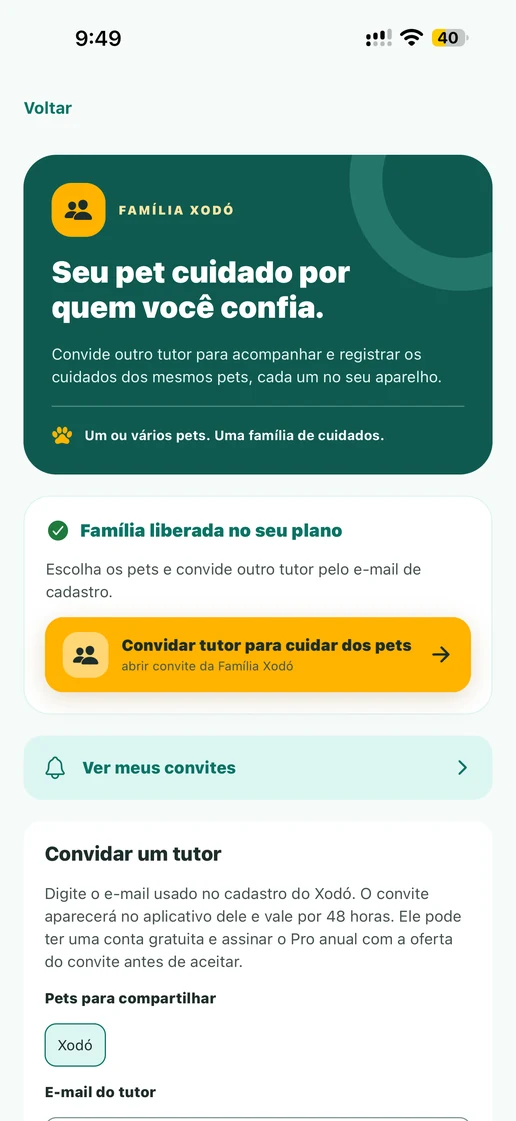 9:49
40
Voltar
FAMÍLIA XODÓ
Seu pet cuidado por
quem você confia.
Convide outro tutor para acompanhar e registrar os
cuidados dos mesmos pets, cada um no seu aparelho.
Um ou vários pets. Uma família de cuidados.
Família liberada no seu plano
Escolha os pets e convide outro tutor pelo e-mail de
cadastro.
Convidar tutor para cuidar dos pets
abrir convite da Família Xodó
Ver meus convites
Convidar um tutor
Digite o e-mail usado no cadastro do Xodó. O convite
aparecerá no aplicativo dele e vale por 48 horas. Ele pode
ter uma conta gratuita e assinar o Pro anual com a oferta
do convite antes de aceitar.
Pets para compartilhar
Xodó
E-mail do tutor